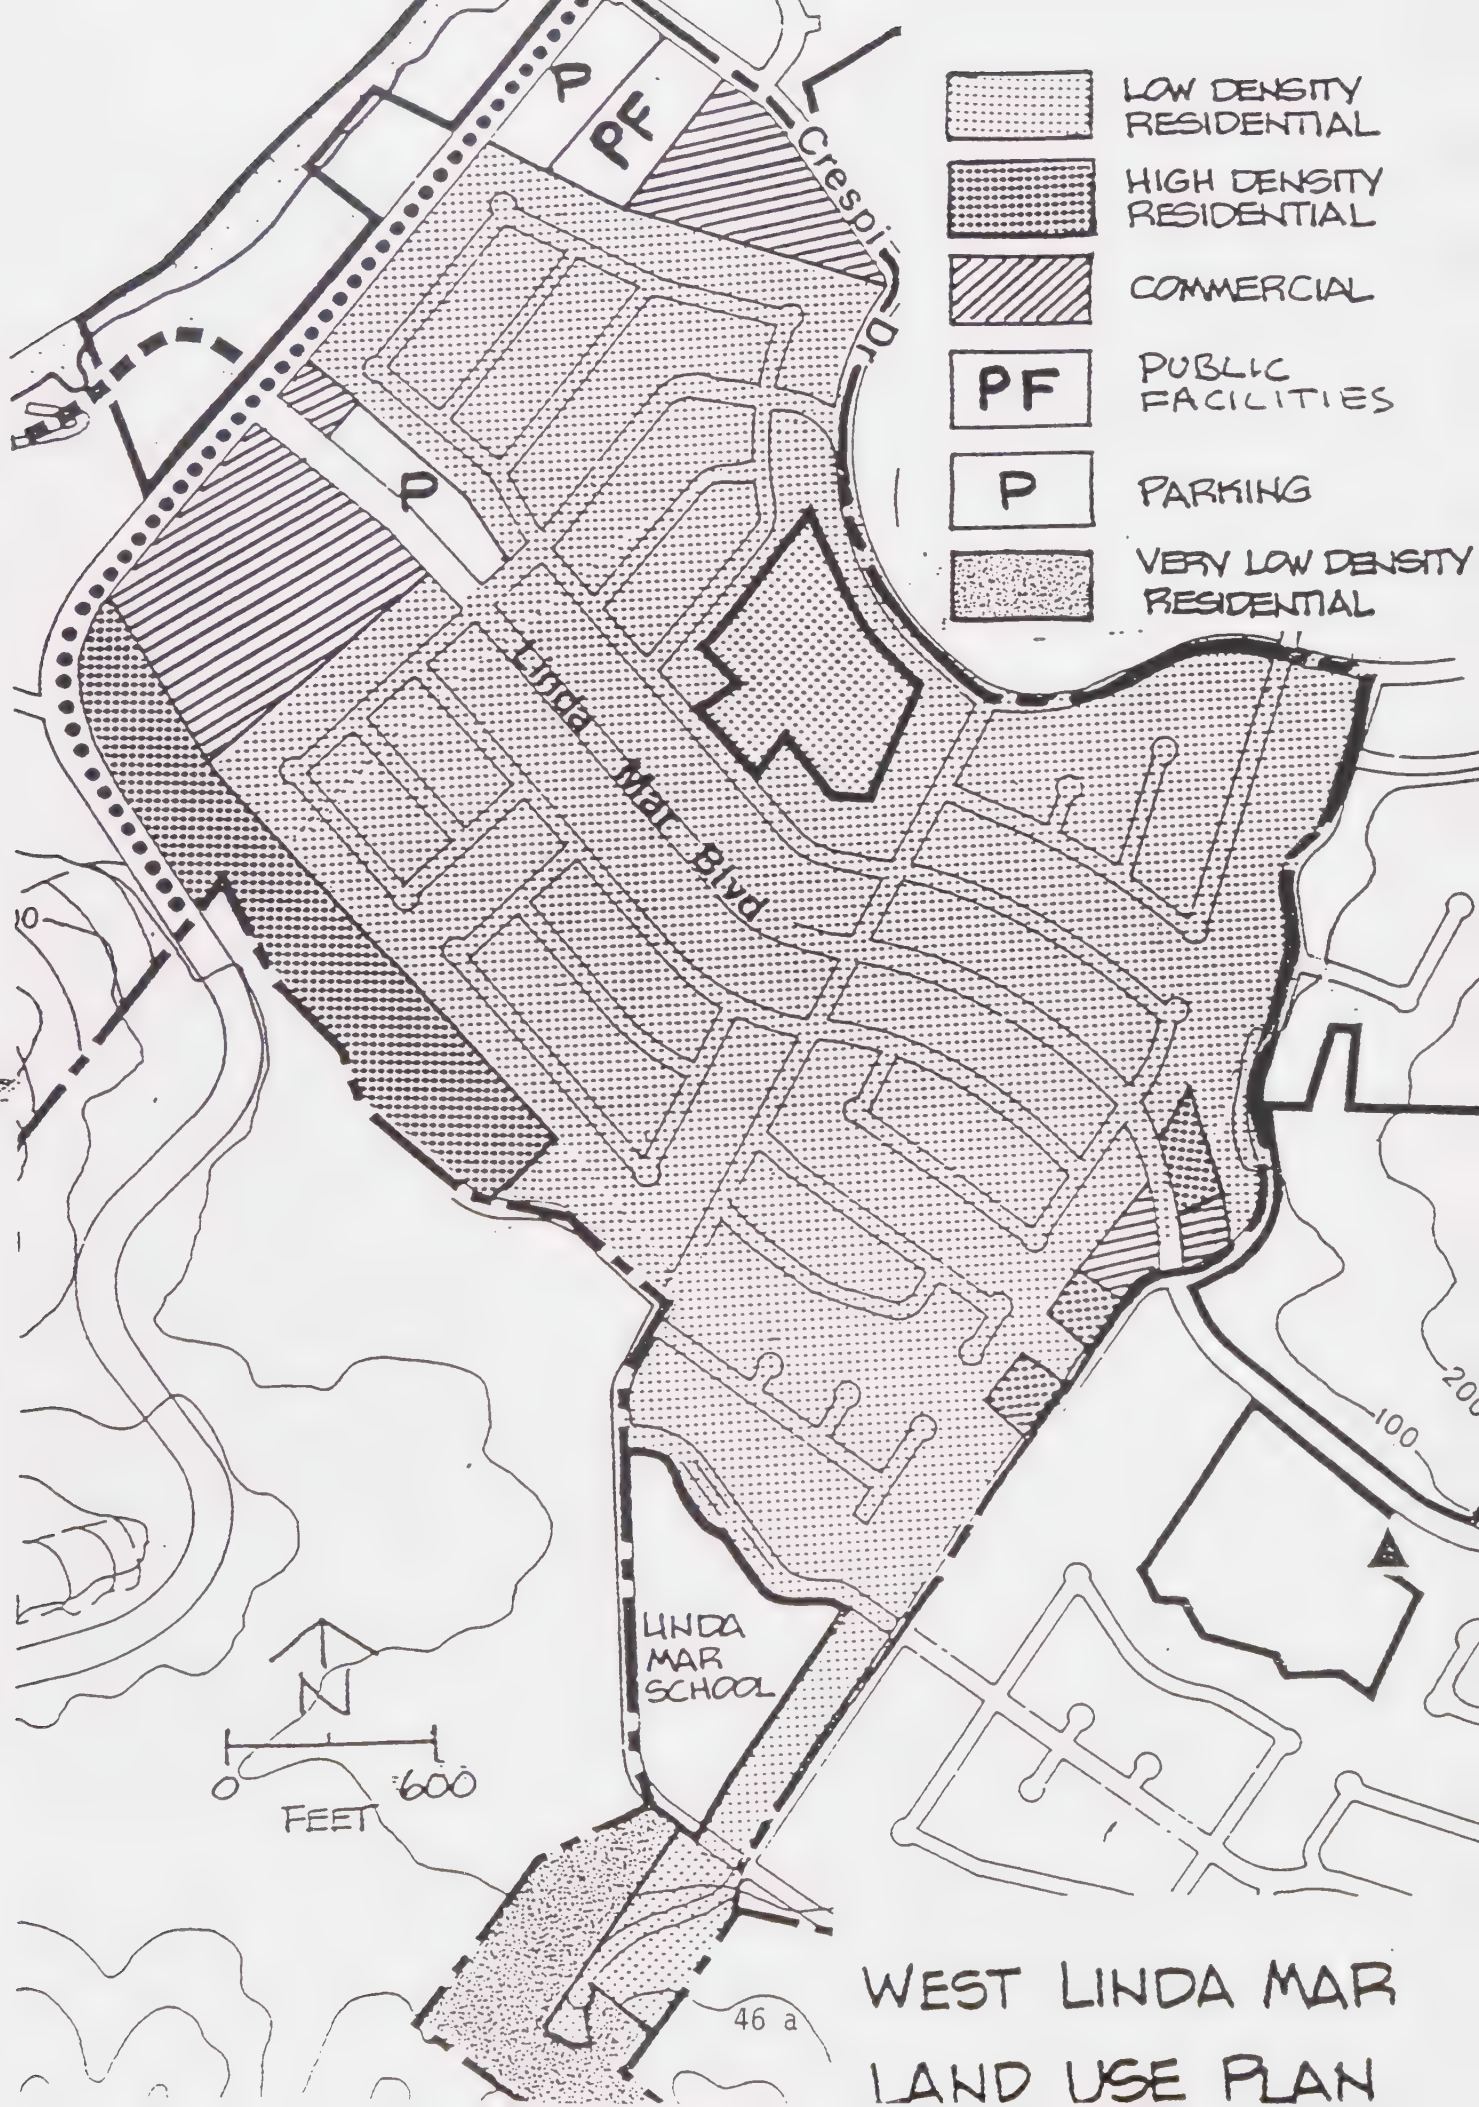 P
PF
Crespi Dr
LOW DENSITY
RESIDENTIAL
HIGH DENSITY
RESIDENTIAL
COMMERCIAL
PF
PUBLIC
FACILITIES
P
PARKING
VERY LOW DENSITY
RESIDENTIAL
P
Linda Mar Blvd
200
100
LINDA
MAR
SCHOOL
N
0 600
FEET
46 a
WEST LINDA MAR
LAND USE PLAN